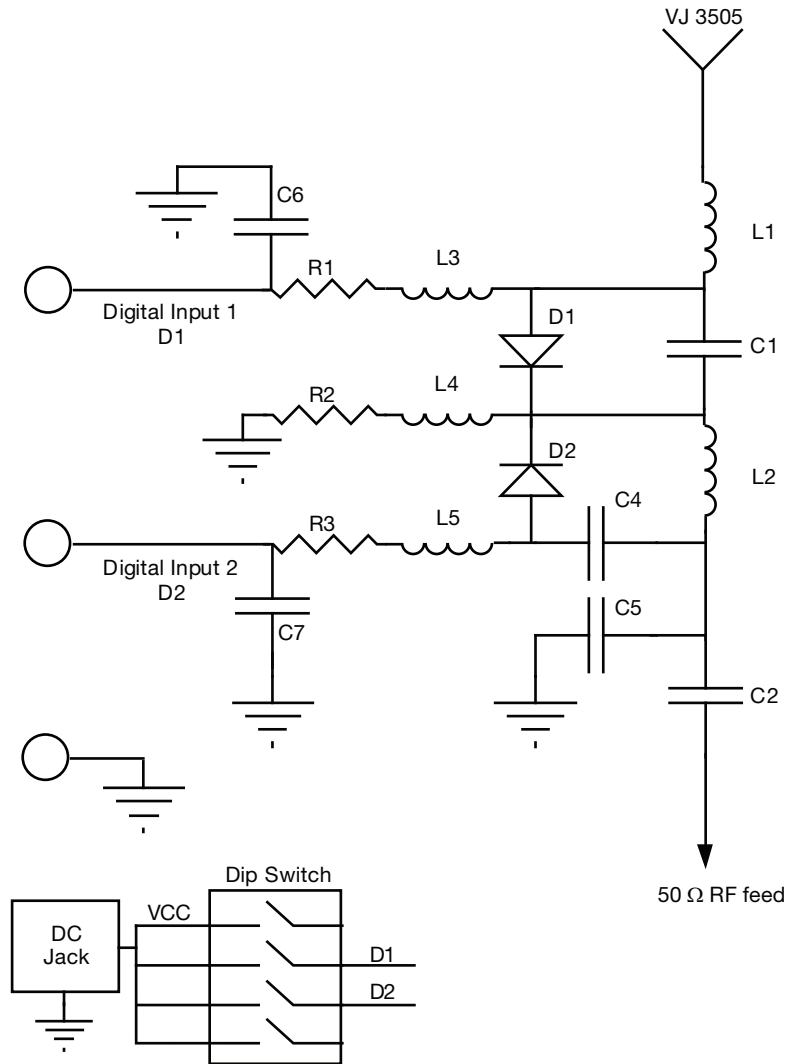 VJ 3505
L1
C6
R1
L3
Digital Input 1
D1
D1
C1
R2
L4
D2
L2
R3
L5
C4
Digital Input 2
D2
C7
C5
C2
50 Ω RF feed
Dip Switch
VCC
DC
Jack
D1
D2